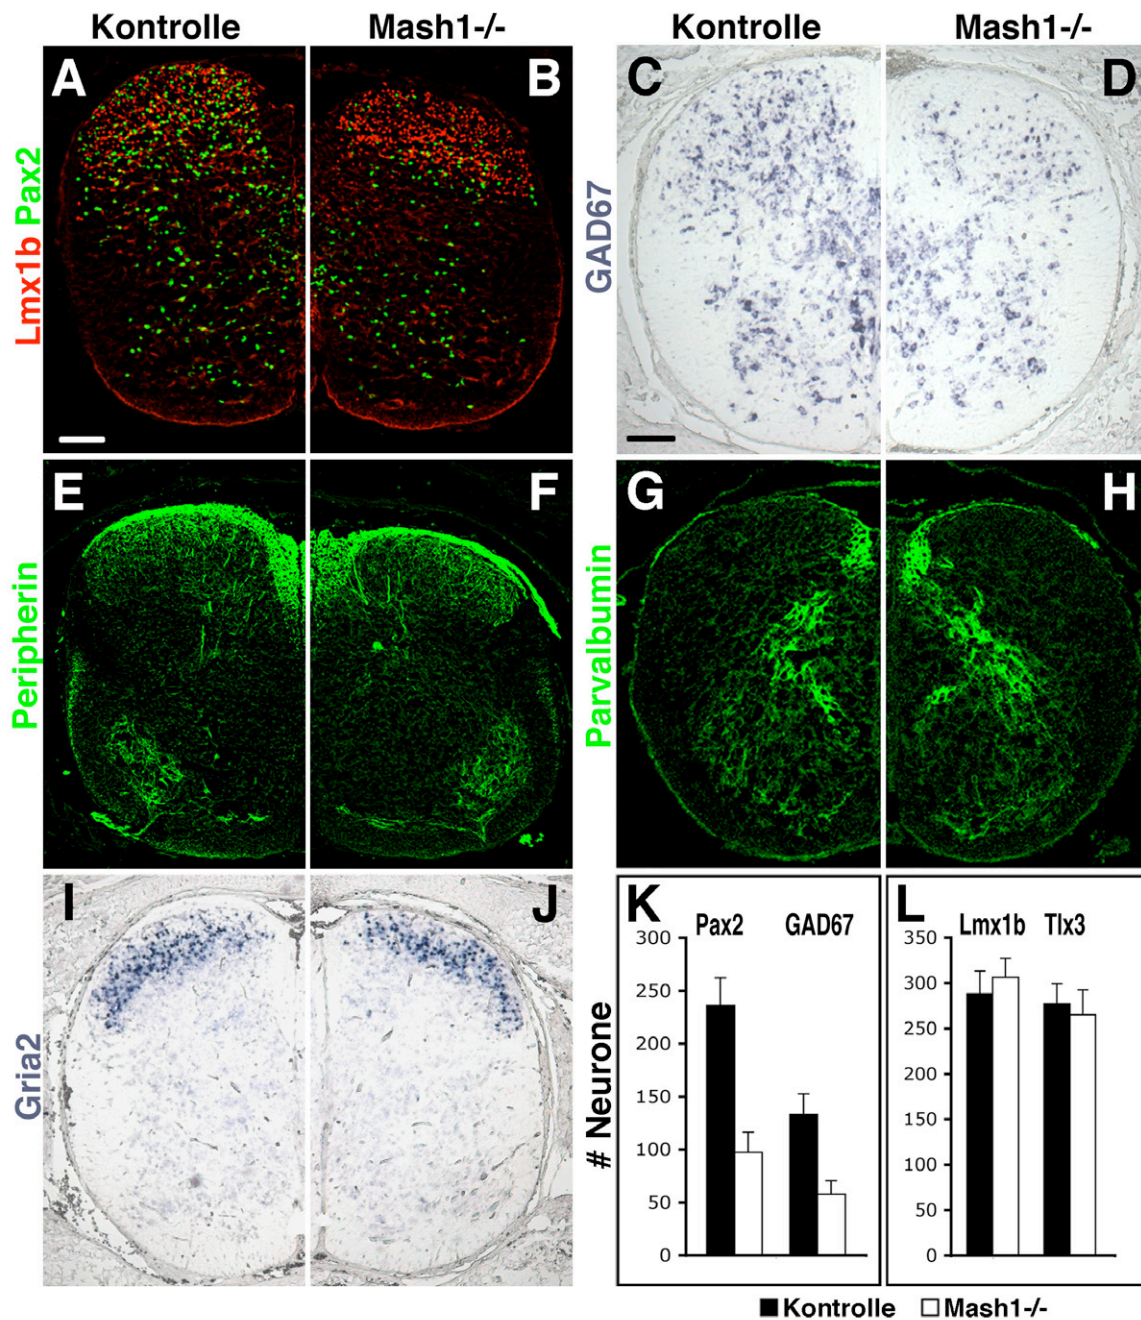 Kontrolle Mash1-/- Kontrolle Mash1-/-
A B C D
Lmx1b Pax2
GAD67
E F G H
Peripherin
Parvalbumin
I J K L
Gria2
# Neurone
Pax2 GAD67
300
250
200
150
100
50
0
Lmx1b Tlx3
350
300
250
200
150
100
50
0
Kontrolle Mash1-/-